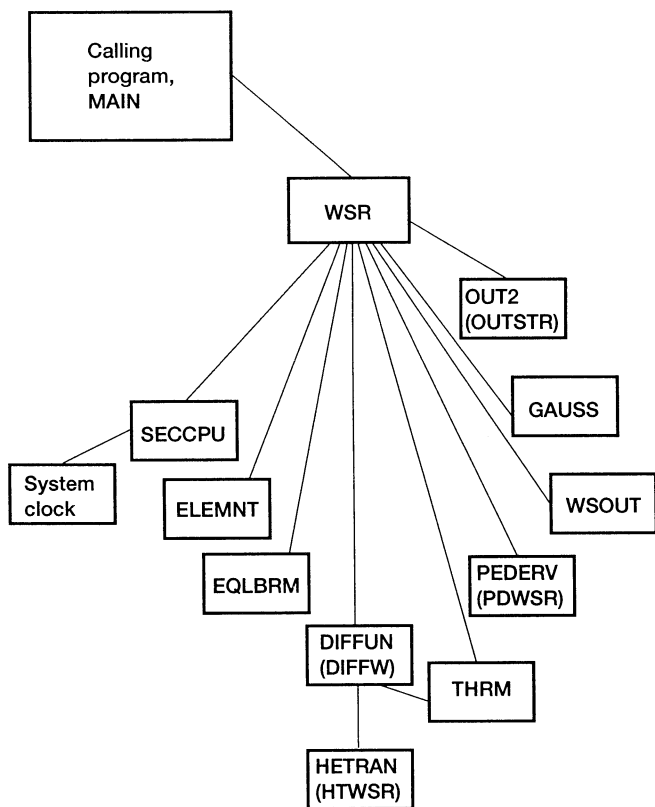 Calling
program,
MAIN
WSR
OUT2
(OUTSTR)
GAUSS
SECCPU
System
clock
ELEMNT
WSOUT
EQLBRM
PEDERV
(PDWSR)
DIFFUN
(DIFFW)
THRM
HETRAN
(HTWSR)